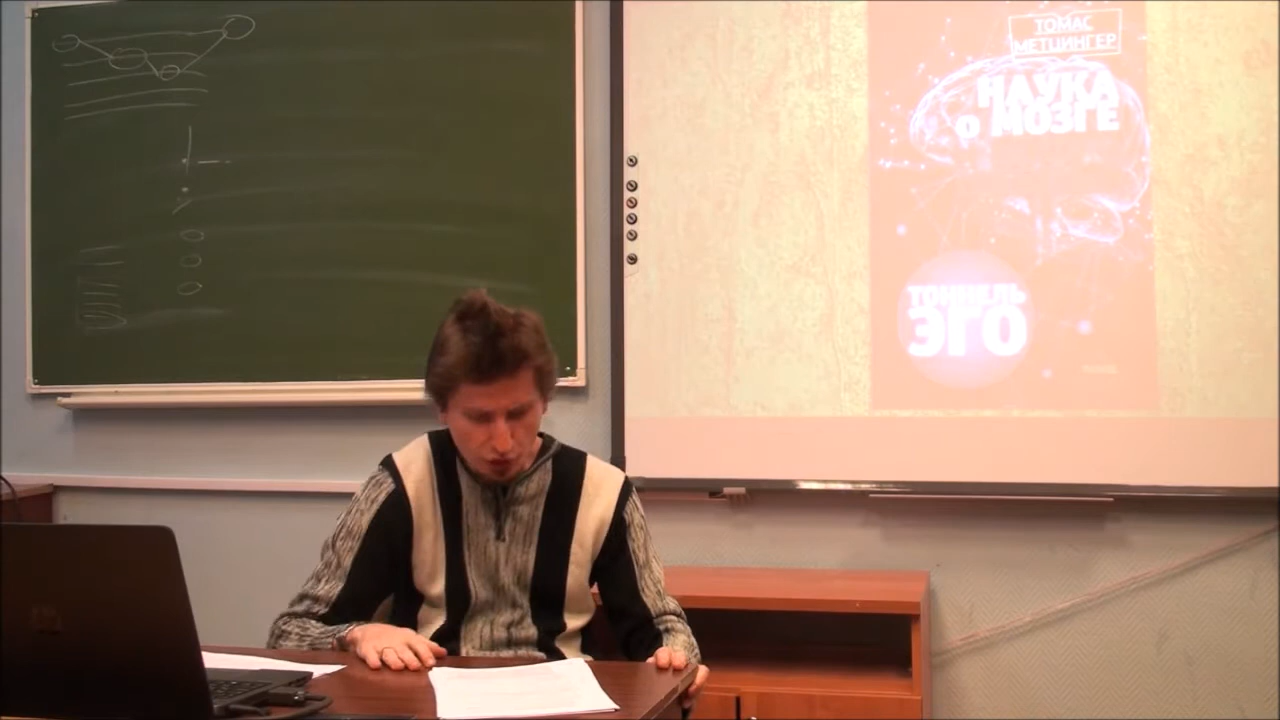 ТОМАС
МЕТЦИНГЕР
НАУКА
о МОЗГЕ
ТОННЕЛЬ
ЭГО